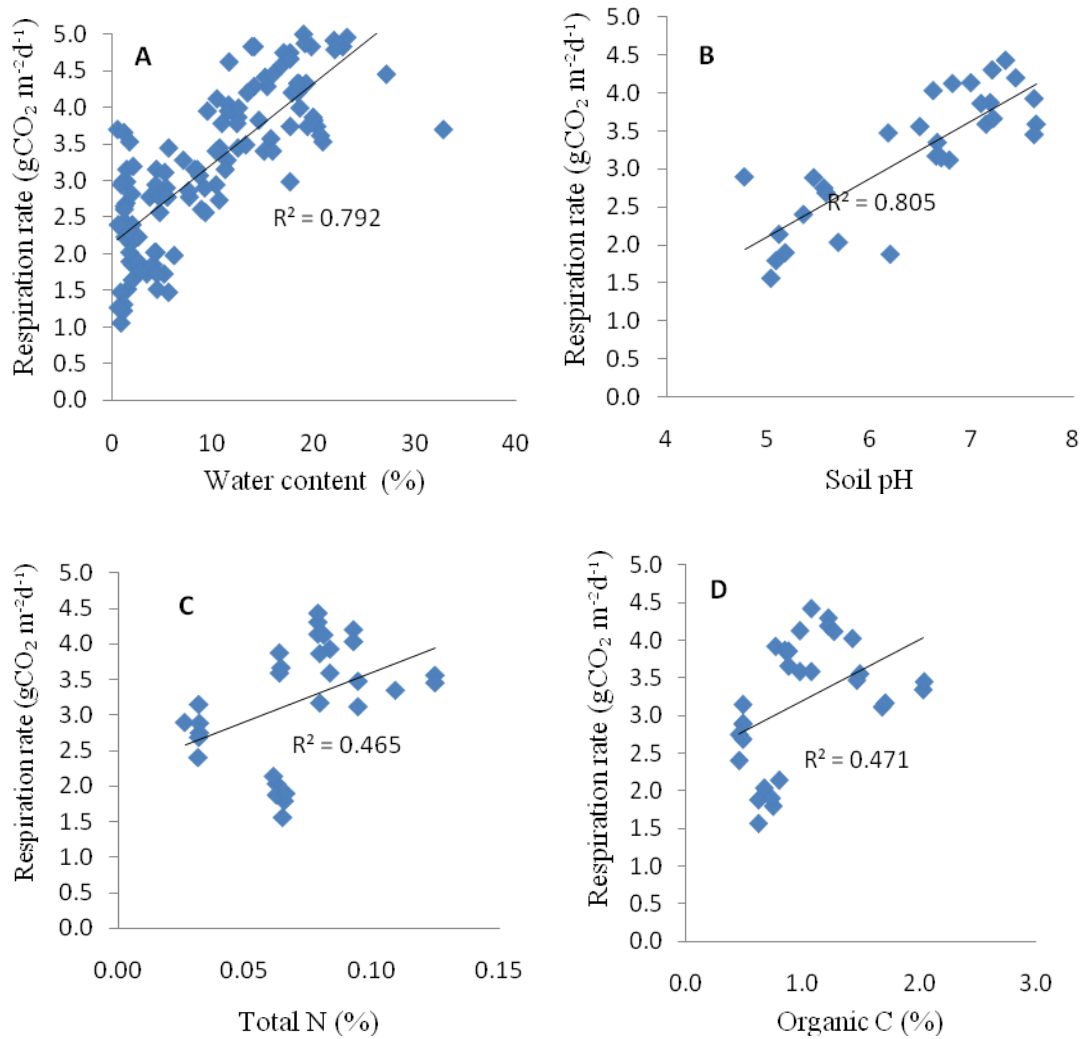 A
Respiration rate (gCO₂ m⁻²d⁻¹)
5.0
4.5
4.0
3.5
3.0
2.5
2.0
1.5
1.0
0.5
0.0
R² = 0.792
0 10 20 30 40
Water content (%)
B
Respiration rate (gCO₂ m⁻²d⁻¹)
5.0
4.5
4.0
3.5
3.0
2.5
2.0
1.5
1.0
0.5
0.0
R² = 0.805
4 5 6 7 8
Soil pH
C
Respiration rate (gCO₂ m⁻²d⁻¹)
5.0
4.5
4.0
3.5
3.0
2.5
2.0
1.5
1.0
0.5
0.0
R² = 0.465
0.00 0.05 0.10 0.15
Total N (%)
D
Respiration rate (gCO₂ m⁻²d⁻¹)
5.0
4.5
4.0
3.5
3.0
2.5
2.0
1.5
1.0
0.5
0.0
R² = 0.471
0.0 1.0 2.0 3.0
Organic C (%)